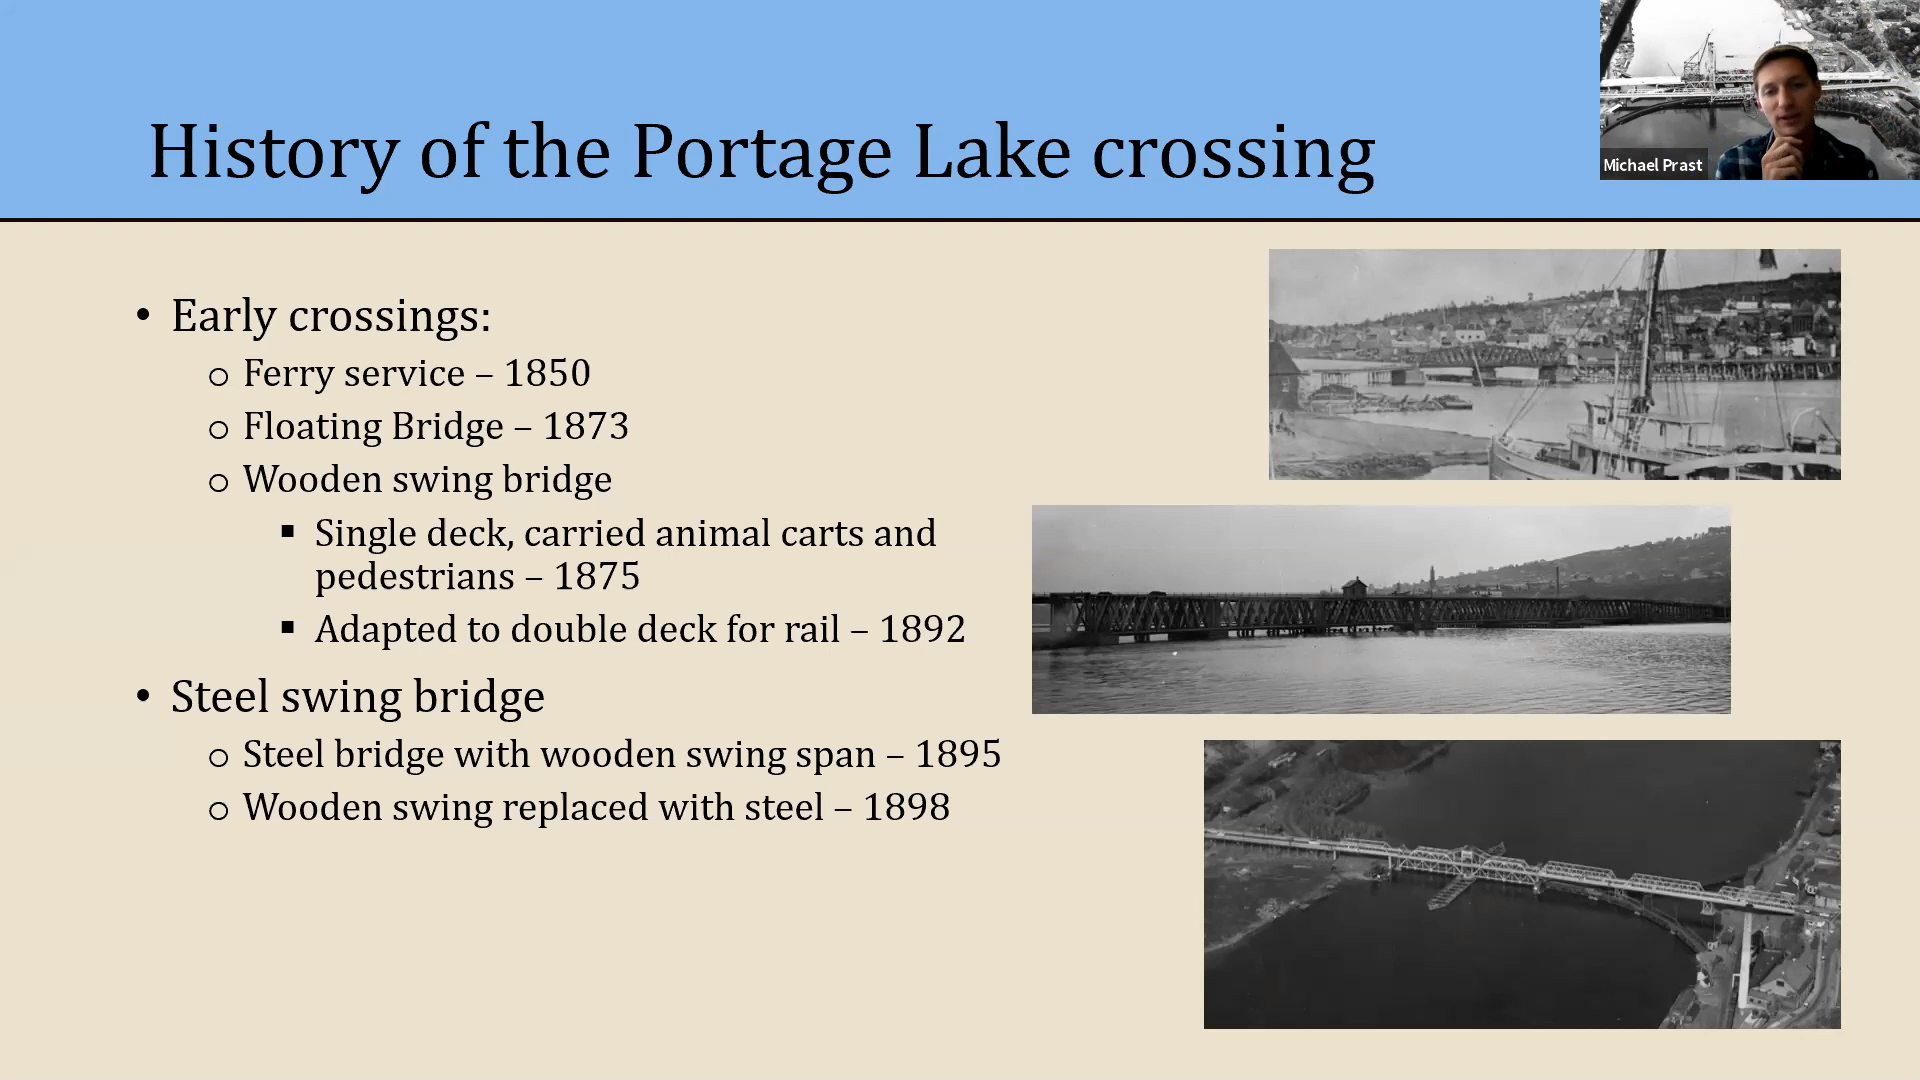 History of the Portage Lake crossing
Michael Prast
• Early crossings:
o Ferry service – 1850
o Floating Bridge – 1873
o Wooden swing bridge
▪ Single deck, carried animal carts and
pedestrians – 1875
▪ Adapted to double deck for rail – 1892
• Steel swing bridge
o Steel bridge with wooden swing span – 1895
o Wooden swing replaced with steel – 1898